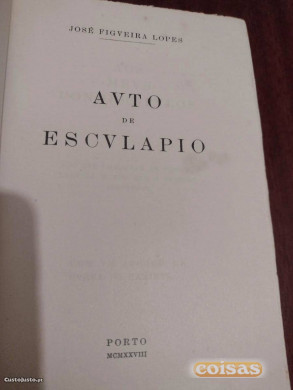 JOSÉ FIGVEIRA LOPES
AVTO
DE
ESCVLAPIO
PORTO
MCMXXVIII
CustoJusto.pt
coisas